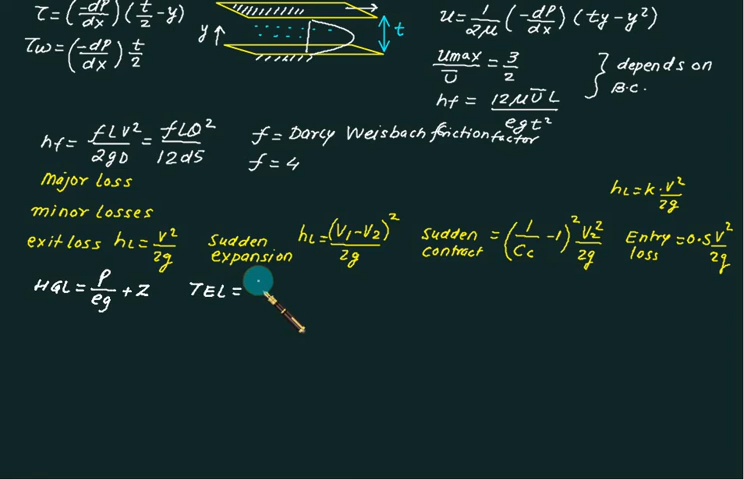 τ = (-dP/dx) (t/2 - y)
τw = (-dP/dx) t/2
y
t
u = 1/2μ (-dP/dx) (ty - y²)
Umax/Ū = 3/2
hf = 12μŪL/ρgt²
} depends on
B.C.
hf = fLV²/2gD = fLQ²/12d5
f = Darcy Weisbach friction factor
f = 4
major loss
minor losses
hL = k.V²/2g
exit loss hL = V²/2g
sudden expansion hL = (V1-V2)²/2g
sudden contract = (1/Cc - 1)² V2²/2g
Entry loss = 0.5V²/2g
HGL = P/ρg + Z
TEL =